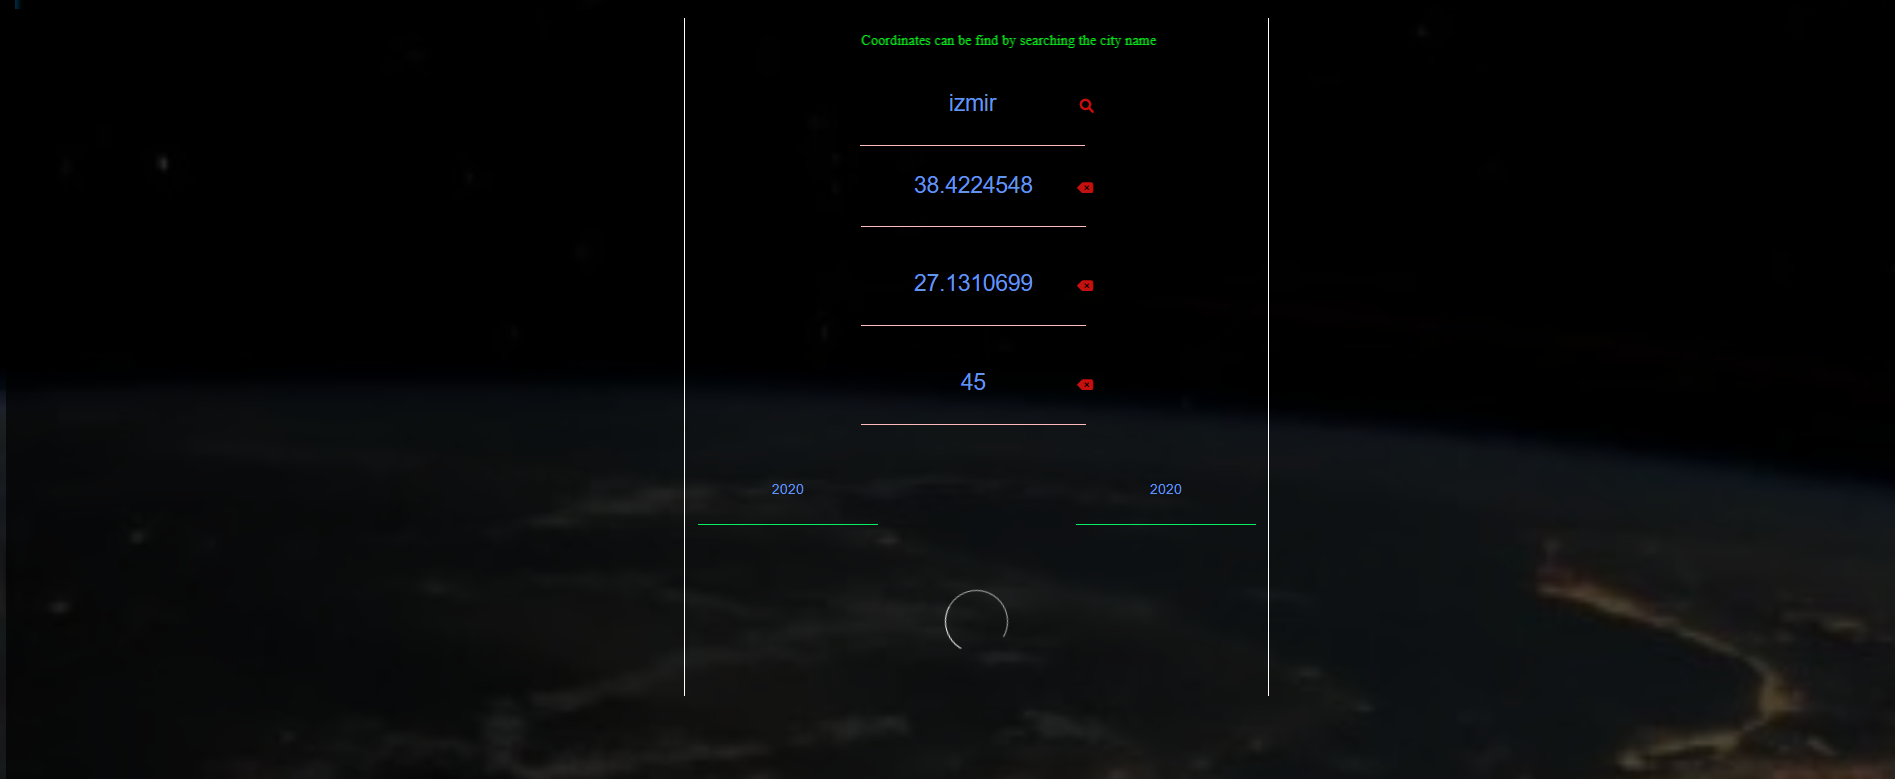 Coordinates can be find by searching the city name
izmir
38.4224548
27.1310699
45
2020 2020